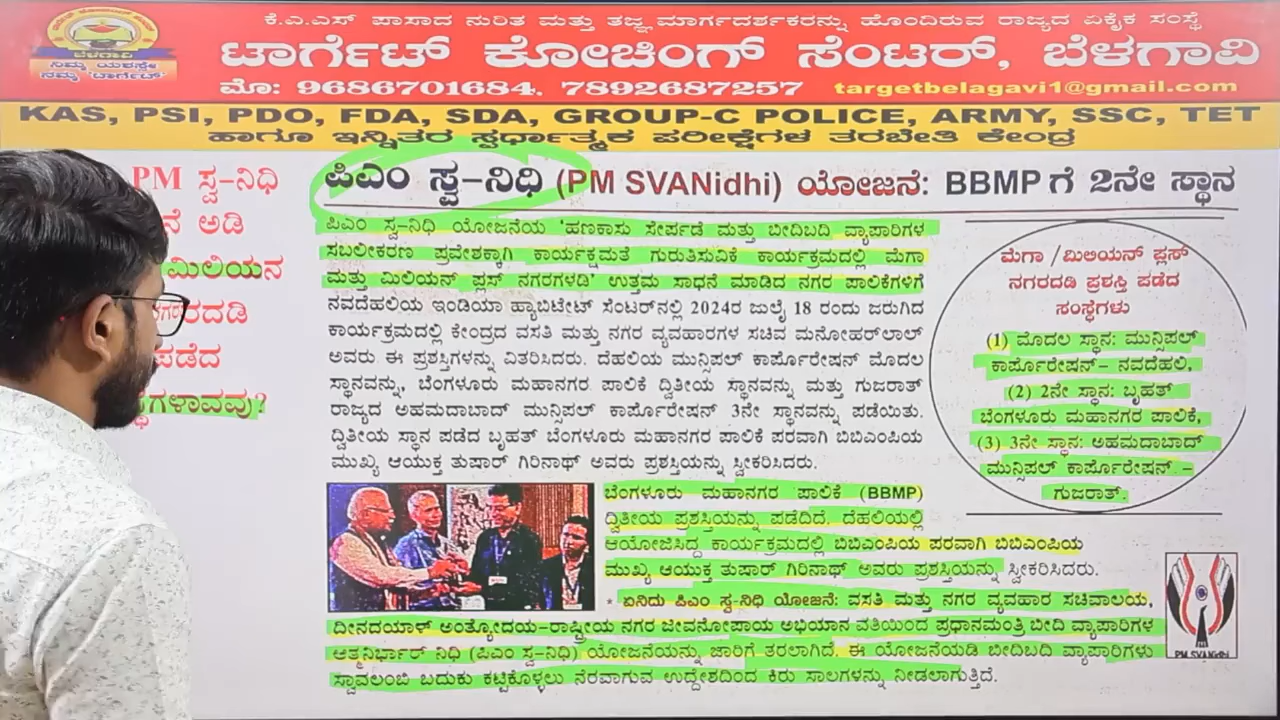 ಕೆ.ಎ.ಎಸ್ ಪಾಸಾದ ನುರಿತ ಮತ್ತು ತಜ್ಞ ಮಾರ್ಗದರ್ಶಕರನ್ನು ಹೊಂದಿರುವ ರಾಜ್ಯದ ಏಕೈಕ ಸಂಸ್ಥೆ
ಟಾರ್ಗೆಟ್ ಕೋಚಿಂಗ್ ಸೆಂಟರ್, ಬೆಳಗಾವಿ
ಮೊ: 9686701684, 7892687257 targetbelagavi1@gmail.com
ಬೆಳಗಾವಿ
ನಿಮ್ಮ ಯಶಸ್ಸೇ
ನಮ್ಮ 'ಟಾರ್ಗೆಟ್'
KAS, PSI, PDO, FDA, SDA, GROUP-C POLICE, ARMY, SSC, TET
ಹಾಗೂ ಇನ್ನಿತರ ಸ್ಪರ್ಧಾತ್ಮಕ ಪರೀಕ್ಷೆಗಳ ತರಬೇತಿ ಕೇಂದ್ರ
PM ಸ್ವ-ನಿಧಿ
ನೆ ಅಡಿ
ಮಿಲಿಯನ
ನಗರದಡಿ
ಪಡೆದ
ಸ್ಥೆಗಳಾವವು?
ಪಿಎಂ ಸ್ವ-ನಿಧಿ (PM SVANidhi) ಯೋಜನೆ: BBMP ಗೆ 2ನೇ ಸ್ಥಾನ
ಪಿಎಂ ಸ್ವ-ನಿಧಿ ಯೋಜನೆಯ 'ಹಣಕಾಸು ಸೇರ್ಪಡೆ ಮತ್ತು ಬೀದಿಬದಿ ವ್ಯಾಪಾರಿಗಳ
ಸಬಲೀಕರಣ ಪ್ರವೇಶಕ್ಕಾಗಿ ಕಾರ್ಯಕ್ಷಮತೆ ಗುರುತಿಸುವಿಕೆ ಕಾರ್ಯಕ್ರಮದಲ್ಲಿ ಮೆಗಾ
ಮತ್ತು ಮಿಲಿಯನ್ ಪ್ಲಸ್ ನಗರಗಳಡಿ' ಉತ್ತಮ ಸಾಧನೆ ಮಾಡಿದ ನಗರ ಪಾಲಿಕೆಗಳಿಗೆ
ನವದೆಹಲಿಯ ಇಂಡಿಯಾ ಹ್ಯಾಬಿಟೇಟ್ ಸೆಂಟರ್‌ನಲ್ಲಿ 2024ರ ಜುಲೈ 18 ರಂದು ಜರುಗಿದ
ಕಾರ್ಯಕ್ರಮದಲ್ಲಿ ಕೇಂದ್ರದ ವಸತಿ ಮತ್ತು ನಗರ ವ್ಯವಹಾರಗಳ ಸಚಿವ ಮನೋಹರ್‌ಲಾಲ್
ಅವರು ಈ ಪ್ರಶಸ್ತಿಗಳನ್ನು ವಿತರಿಸಿದರು. ದೆಹಲಿಯ ಮುನ್ಸಿಪಲ್ ಕಾರ್ಪೊರೇಷನ್ ಮೊದಲ
ಸ್ಥಾನವನ್ನು, ಬೆಂಗಳೂರು ಮಹಾನಗರ ಪಾಲಿಕೆ ದ್ವಿತೀಯ ಸ್ಥಾನವನ್ನು ಮತ್ತು ಗುಜರಾತ್
ರಾಜ್ಯದ ಅಹಮದಾಬಾದ್ ಮುನ್ಸಿಪಲ್ ಕಾರ್ಪೊರೇಷನ್ 3ನೇ ಸ್ಥಾನವನ್ನು ಪಡೆಯಿತು.
ದ್ವಿತೀಯ ಸ್ಥಾನ ಪಡೆದ ಬೃಹತ್ ಬೆಂಗಳೂರು ಮಹಾನಗರ ಪಾಲಿಕೆ ಪರವಾಗಿ ಬಿಬಿಎಂಪಿಯ
ಮುಖ್ಯ ಆಯುಕ್ತ ತುಷಾರ್ ಗಿರಿನಾಥ್ ಅವರು ಪ್ರಶಸ್ತಿಯನ್ನು ಸ್ವೀಕರಿಸಿದರು.
ಮೆಗಾ /ಮಿಲಿಯನ್ ಪ್ಲಸ್
ನಗರದಡಿ ಪ್ರಶಸ್ತಿ ಪಡೆದ
ಸಂಸ್ಥೆಗಳು
(1) ಮೊದಲ ಸ್ಥಾನ: ಮುನ್ಸಿಪಲ್
ಕಾರ್ಪೊರೇಷನ್- ನವದೆಹಲಿ,
(2) 2ನೇ ಸ್ಥಾನ: ಬೃಹತ್
ಬೆಂಗಳೂರು ಮಹಾನಗರ ಪಾಲಿಕೆ,
(3) 3ನೇ ಸ್ಥಾನ: ಅಹಮದಾಬಾದ್
ಮುನ್ಸಿಪಲ್ ಕಾರ್ಪೊರೇಷನ್ -
ಗುಜರಾತ್.
ಬೆಂಗಳೂರು ಮಹಾನಗರ ಪಾಲಿಕೆ (BBMP)
ದ್ವಿತೀಯ ಪ್ರಶಸ್ತಿಯನ್ನು ಪಡೆದಿದೆ. ದೆಹಲಿಯಲ್ಲಿ
ಆಯೋಜಿಸಿದ್ದ ಕಾರ್ಯಕ್ರಮದಲ್ಲಿ ಬಿಬಿಎಂಪಿಯ ಪರವಾಗಿ ಬಿಬಿಎಂಪಿಯ
ಮುಖ್ಯ ಆಯುಕ್ತ ತುಷಾರ್ ಗಿರಿನಾಥ್ ಅವರು ಪ್ರಶಸ್ತಿಯನ್ನು ಸ್ವೀಕರಿಸಿದರು.
* ಏನಿದು ಪಿಎಂ ಸ್ವ-ನಿಧಿ ಯೋಜನೆ: ವಸತಿ ಮತ್ತು ನಗರ ವ್ಯವಹಾರ ಸಚಿವಾಲಯ,
ದೀನದಯಾಳ್ ಅಂತ್ಯೋದಯ-ರಾಷ್ಟ್ರೀಯ ನಗರ ಜೀವನೋಪಾಯ ಅಭಿಯಾನ ವತಿಯಿಂದ ಪ್ರಧಾನಮಂತ್ರಿ ಬೀದಿ ವ್ಯಾಪಾರಿಗಳ
ಆತ್ಮನಿರ್ಭಾರ್ ನಿಧಿ (ಪಿಎಂ ಸ್ವ-ನಿಧಿ) ಯೋಜನೆಯನ್ನು ಜಾರಿಗೆ ತರಲಾಗಿದೆ. ಈ ಯೋಜನೆಯಡಿ ಬೀದಿಬದಿ ವ್ಯಾಪಾರಿಗಳು
ಸ್ವಾವಲಂಬಿ ಬದುಕು ಕಟ್ಟಿಕೊಳ್ಳಲು ನೆರವಾಗುವ ಉದ್ದೇಶದಿಂದ ಕಿರು ಸಾಲಗಳನ್ನು ನೀಡಲಾಗುತ್ತಿದೆ.
PM SVANidhi